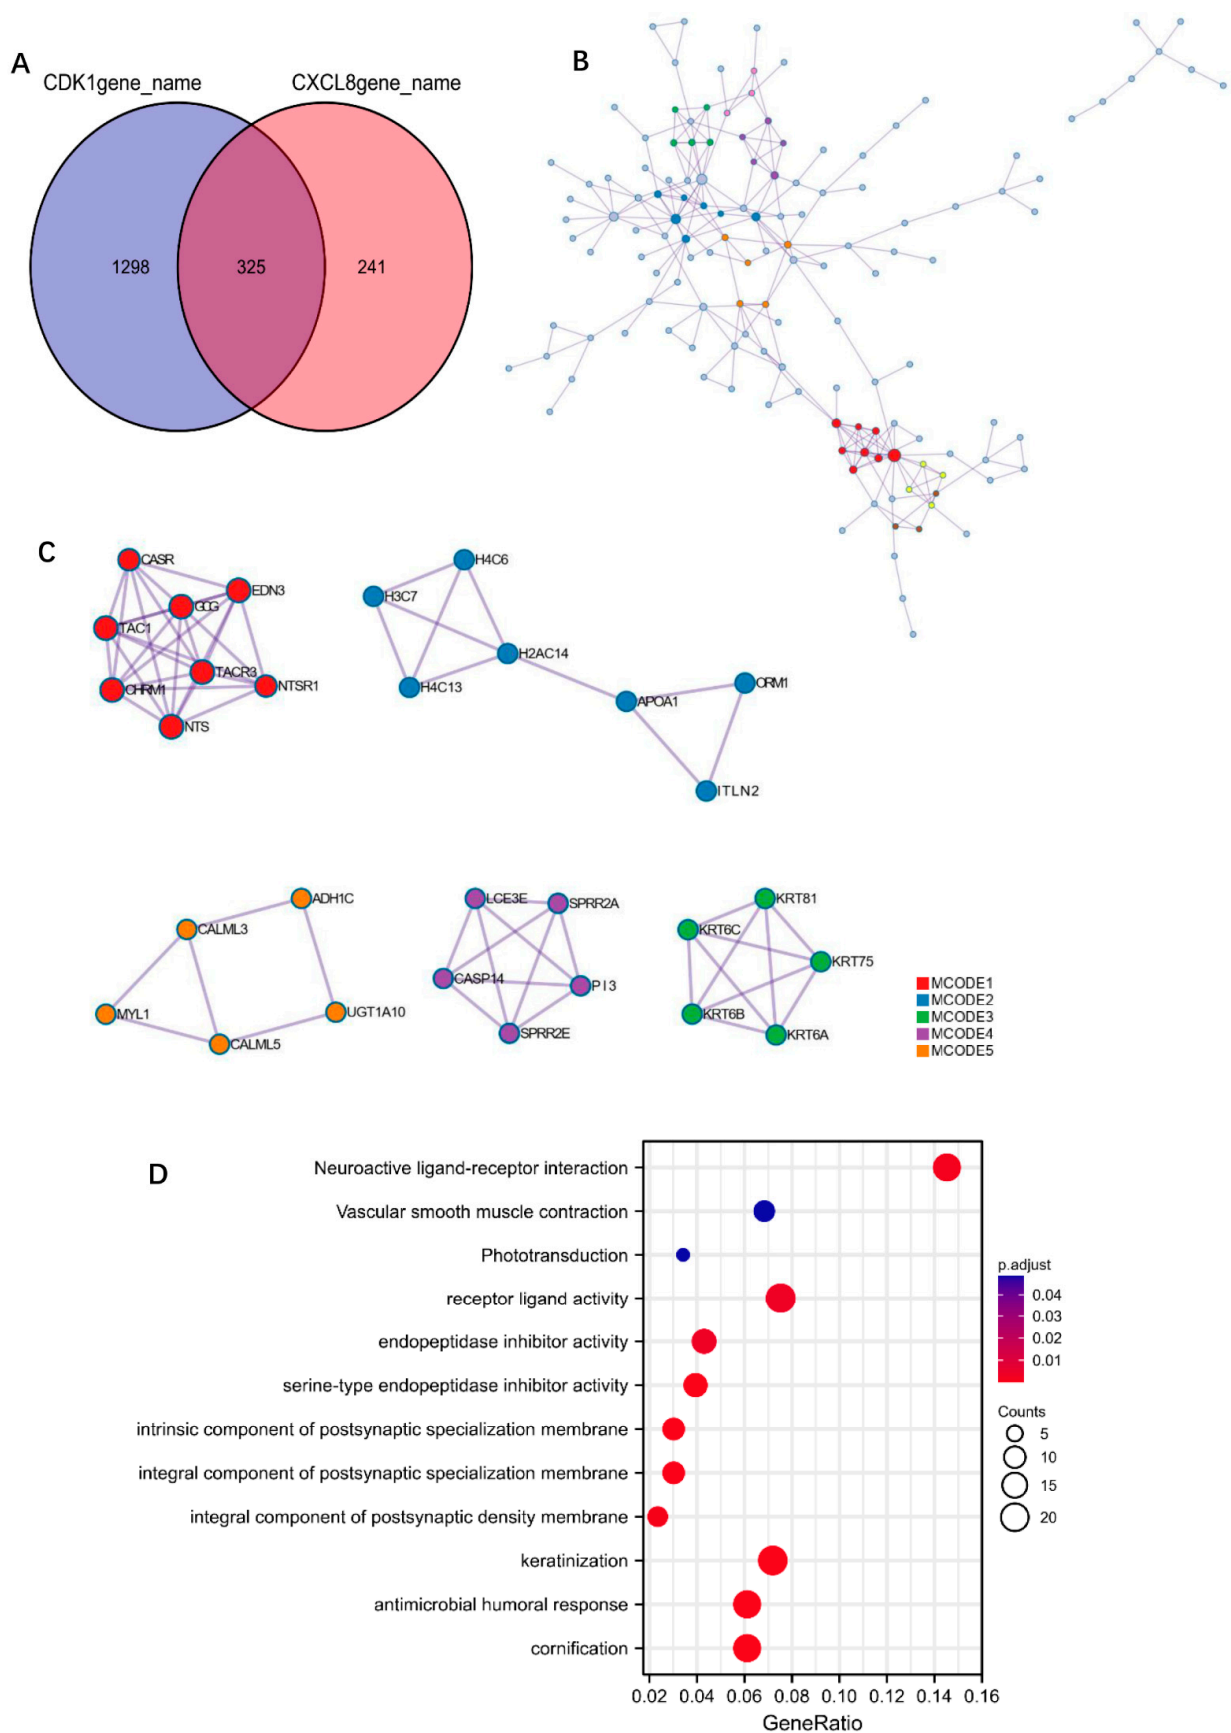 A
CDK1gene_name
CXCL8gene_name
1298
325
241
B
C
CASR
EDN3
GCG
TAC1
TACR3
CHRM1
NTSR1
NTS
H4C6
H3C7
H2AC14
H4C13
APOA1
ORM1
ITLN2
ADH1C
CALML3
MYL1
UGT1A10
CALML5
LCE3E
SPRR2A
CASP14
PI3
SPRR2E
KRT81
KRT6C
KRT75
KRT6B
KRT6A
MCODE1
MCODE2
MCODE3
MCODE4
MCODE5
D
Neuroactive ligand-receptor interaction
Vascular smooth muscle contraction
Phototransduction
receptor ligand activity
endopeptidase inhibitor activity
serine-type endopeptidase inhibitor activity
intrinsic component of postsynaptic specialization membrane
integral component of postsynaptic specialization membrane
integral component of postsynaptic density membrane
keratinization
antimicrobial humoral response
cornification
0.02 0.04 0.06 0.08 0.10 0.12 0.14 0.16
GeneRatio
p.adjust
0.04
0.03
0.02
0.01
Counts
5
10
15
20